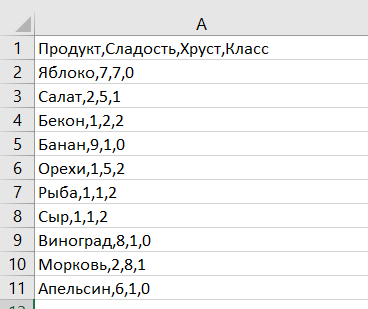 A
1 Продукт,Сладость,Хруст,Класс
2 Яблоко,7,7,0
3 Салат,2,5,1
4 Бекон,1,2,2
5 Банан,9,1,0
6 Орехи,1,5,2
7 Рыба,1,1,2
8 Сыр,1,1,2
9 Виноград,8,1,0
10 Морковь,2,8,1
11 Апельсин,6,1,0